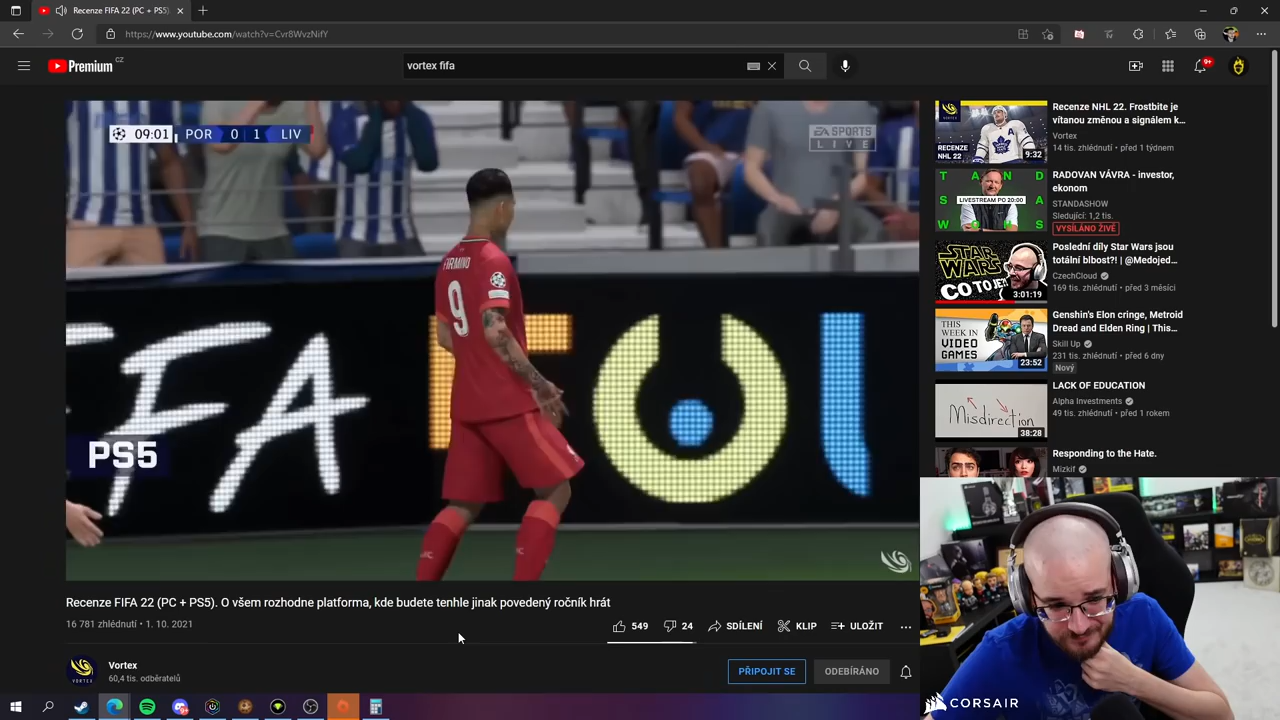 Recenze FIFA 22 (PC + PS5)
https://www.youtube.com/watch?v=Cvr8WvzNifY
Premium CZ
vortex fifa
9+
09:01 POR 0 1 LIV
EA SPORTS
LIVE
FIRMINO
9
FA
PS5
Recenze FIFA 22 (PC + PS5). O všem rozhodne platforma, kde budete tenhle jinak povedený ročník hrát
16 781 zhlédnutí • 1. 10. 2021
549
24
SDÍLENÍ
KLIP
ULOŽIT
Vortex
60,4 tis. odběratelů
PŘIPOJIT SE
ODEBÍRÁNO
RECENZE
NHL 22
9:32
Recenze NHL 22. Frostbite je
vítanou změnou a signálem k...
Vortex
14 tis. zhlédnutí • před 1 týdnem
T A N D
S LIVESTREAM PO 20:00 A
W S
RADOVAN VÁVRA - investor,
ekonom
STANDASHOW
Sledující: 1,2 tis.
VYSÍLÁNO ŽIVĚ
STAR WARS
CO TO JE
3:01:19
Poslední díly Star Wars jsou
totální blbost?! | @Medojed...
CzechCloud
169 tis. zhlédnutí • před 3 měsíci
THIS
WEEK IN
VIDEO
GAMES
23:52
Genshin's Elon cringe, Metroid
Dread and Elden Ring | This...
Skill Up
231 tis. zhlédnutí • před 6 dny
Nový
Misdirection
38:28
LACK OF EDUCATION
Alpha Investments
49 tis. zhlédnutí • před 1 rokem
Responding to the Hate.
Mizkif
CORSAIR